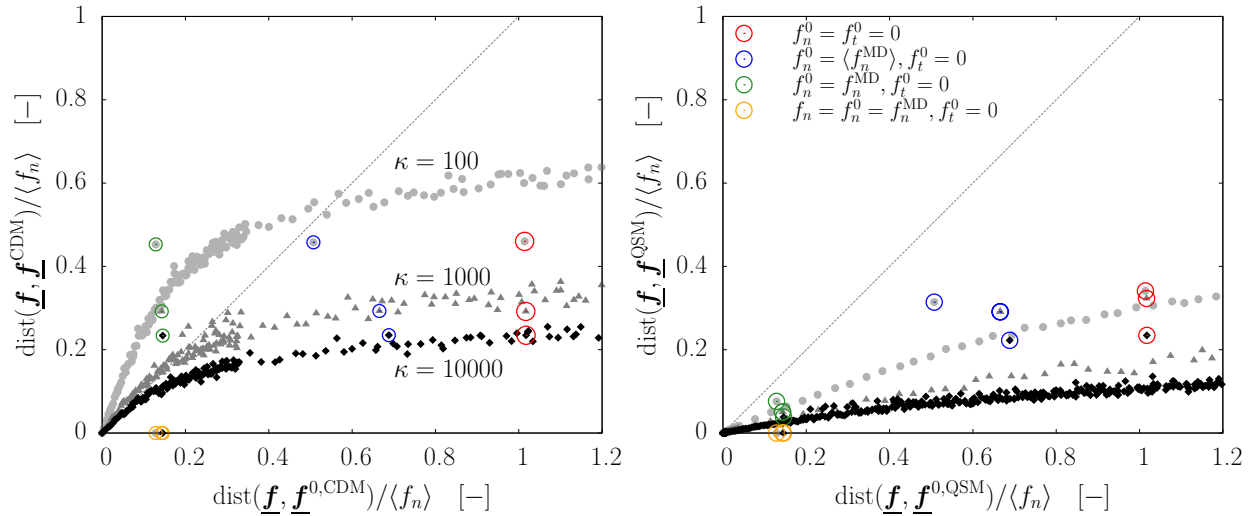 1
0.8
0.6
0.4
0.2
0
0
0.2
0.4
0.6
0.8
1
1.2
dist(f, f^CDM)/⟨f_n⟩ [−]
dist(f, f^0,CDM)/⟨f_n⟩ [−]
κ = 100
κ = 1000
κ = 10000
1
0.8
0.6
0.4
0.2
0
0
0.2
0.4
0.6
0.8
1
1.2
dist(f, f^QSM)/⟨f_n⟩ [−]
dist(f, f^0,QSM)/⟨f_n⟩ [−]
f_n^0 = f_t^0 = 0
f_n^0 = ⟨f_n^MD⟩, f_t^0 = 0
f_n^0 = f_n^MD, f_t^0 = 0
f_n = f_n^0 = f_n^MD, f_t^0 = 0